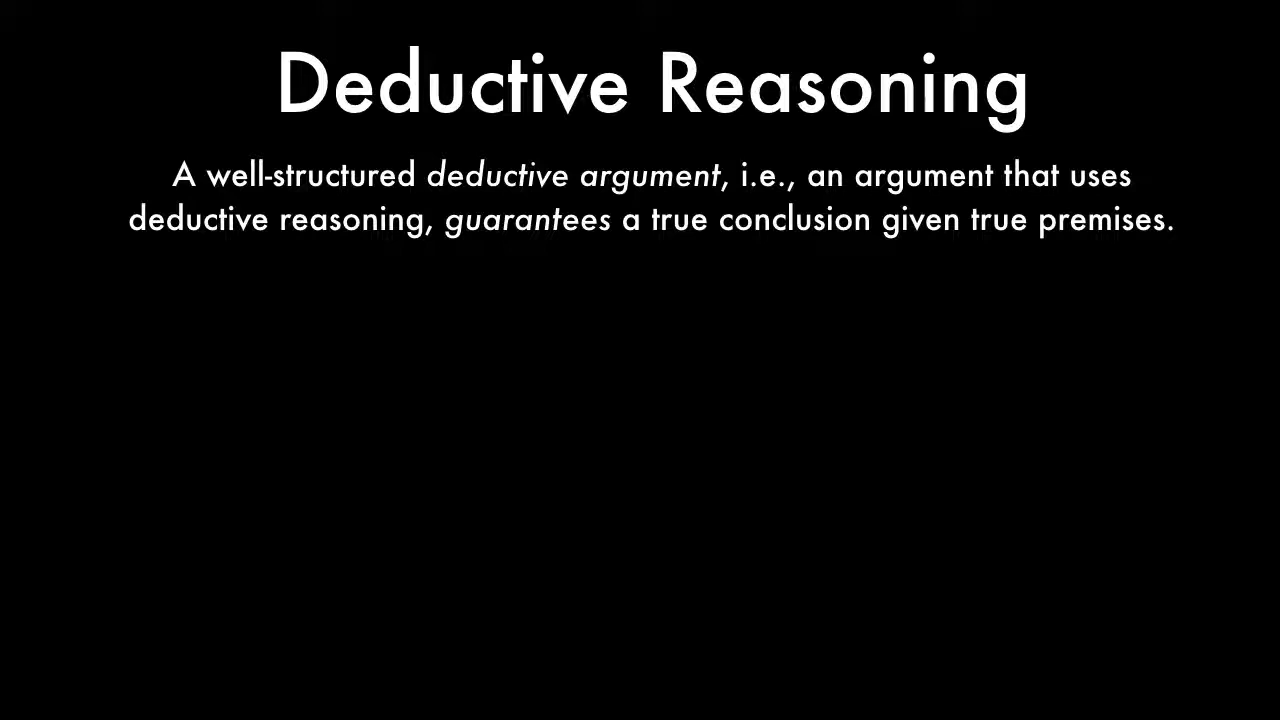 Deductive Reasoning
A well-structured deductive argument, i.e., an argument that uses
deductive reasoning, guarantees a true conclusion given true premises.